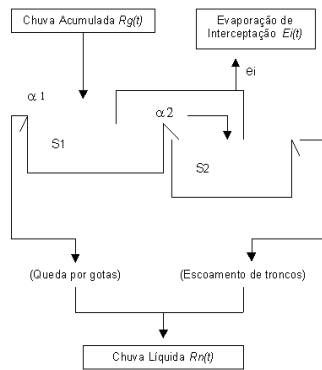 Chuva Acumulada Rg(t)
Evaporação de
Interceptação Ei(t)
α 1
ei
α2
S1
S2
(Queda por gotas)
(Escoamento de troncos)
Chuva Líquida Rn(t)